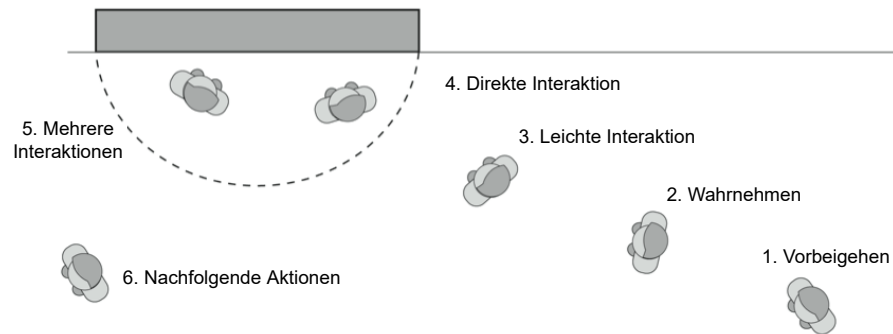 4. Direkte Interaktion
5. Mehrere
Interaktionen
3. Leichte Interaktion
2. Wahrnehmen
1. Vorbeigehen
6. Nachfolgende Aktionen